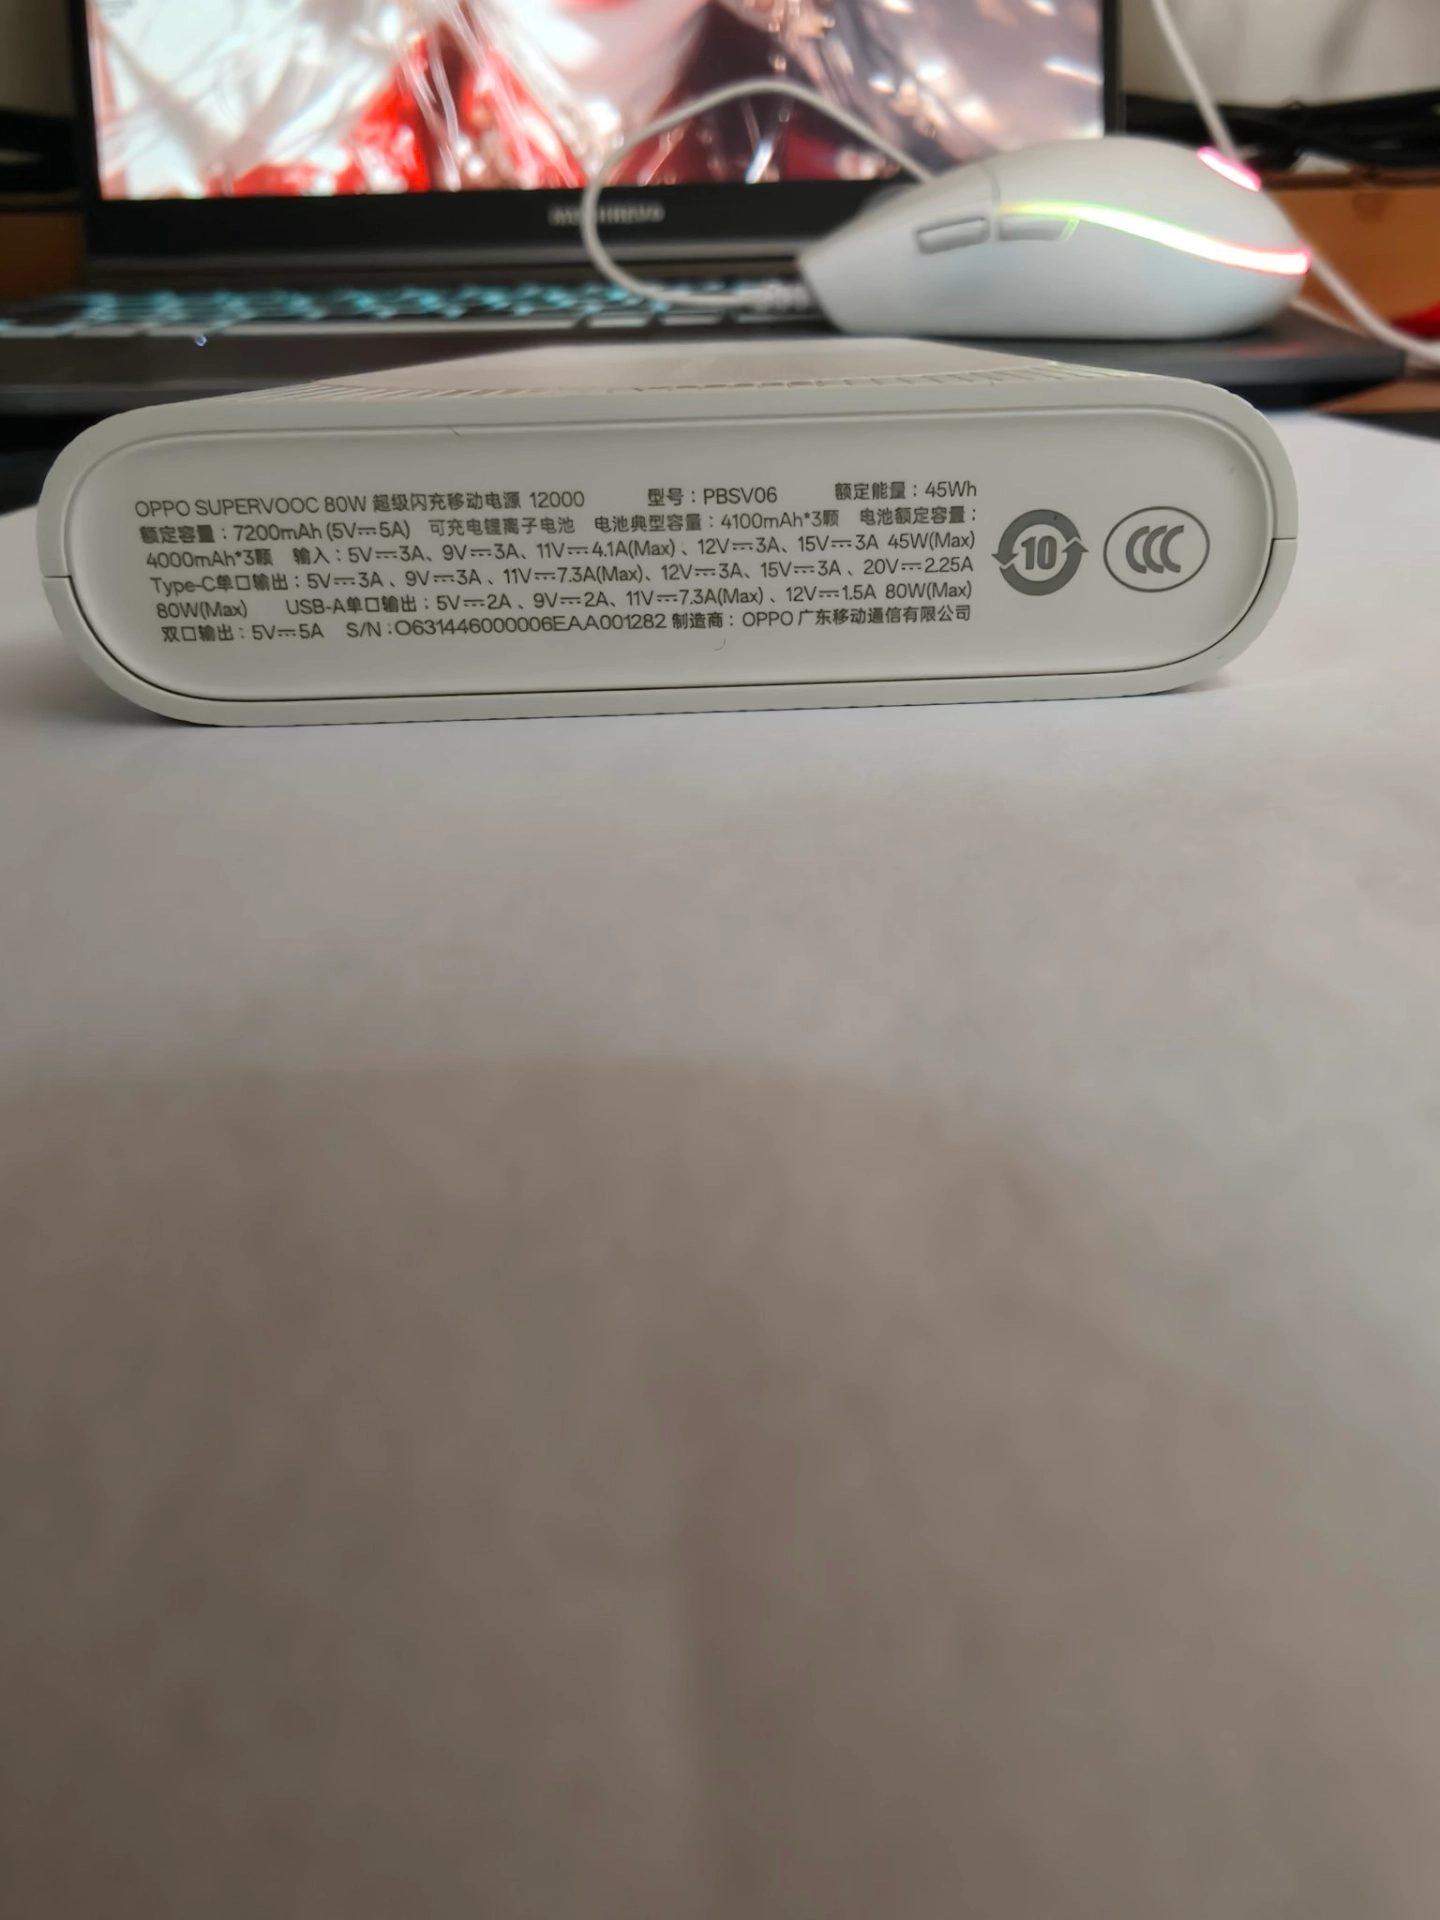 OPPO SUPERVOOC 80W 超级闪充移动电源 12000 型号：PBSV06 额定能量：45Wh
额定容量：7200mAh (5V⎓5A) 可充电锂离子电池 电池典型容量：4100mAh*3颗 电池额定容量：
4000mAh*3颗 输入：5V⎓3A、9V⎓3A、11V⎓4.1A(Max)、12V⎓3A、15V⎓3A 45W(Max)
Type-C单口输出：5V⎓3A、9V⎓3A、11V⎓7.3A(Max)、12V⎓3A、15V⎓3A、20V⎓2.25A
80W(Max) USB-A单口输出：5V⎓2A、9V⎓2A、11V⎓7.3A(Max)、12V⎓1.5A 80W(Max)
双口输出：5V⎓5A S/N：O631446000006EAA001282 制造商：OPPO 广东移动通信有限公司
10
CCC